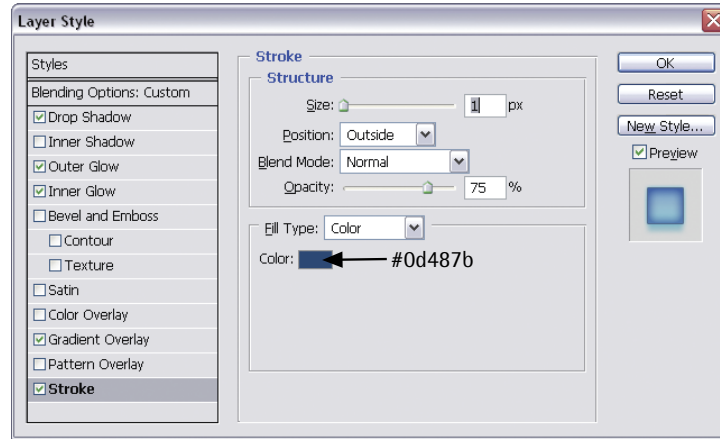 Layer Style
Styles
Blending Options: Custom
Drop Shadow
Inner Shadow
Outer Glow
Inner Glow
Bevel and Emboss
Contour
Texture
Satin
Color Overlay
Gradient Overlay
Pattern Overlay
Stroke
Stroke
Structure
Size: 1 px
Position: Outside
Blend Mode: Normal
Opacity: 75 %
Fill Type: Color
Color: #0d487b
OK
Reset
New Style...
Preview